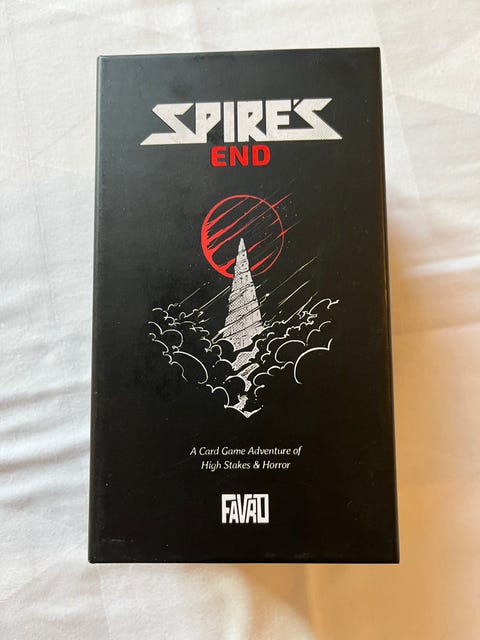 SPIRE'S
END
A Card Game Adventure of
High Stakes & Horror
FAVRO